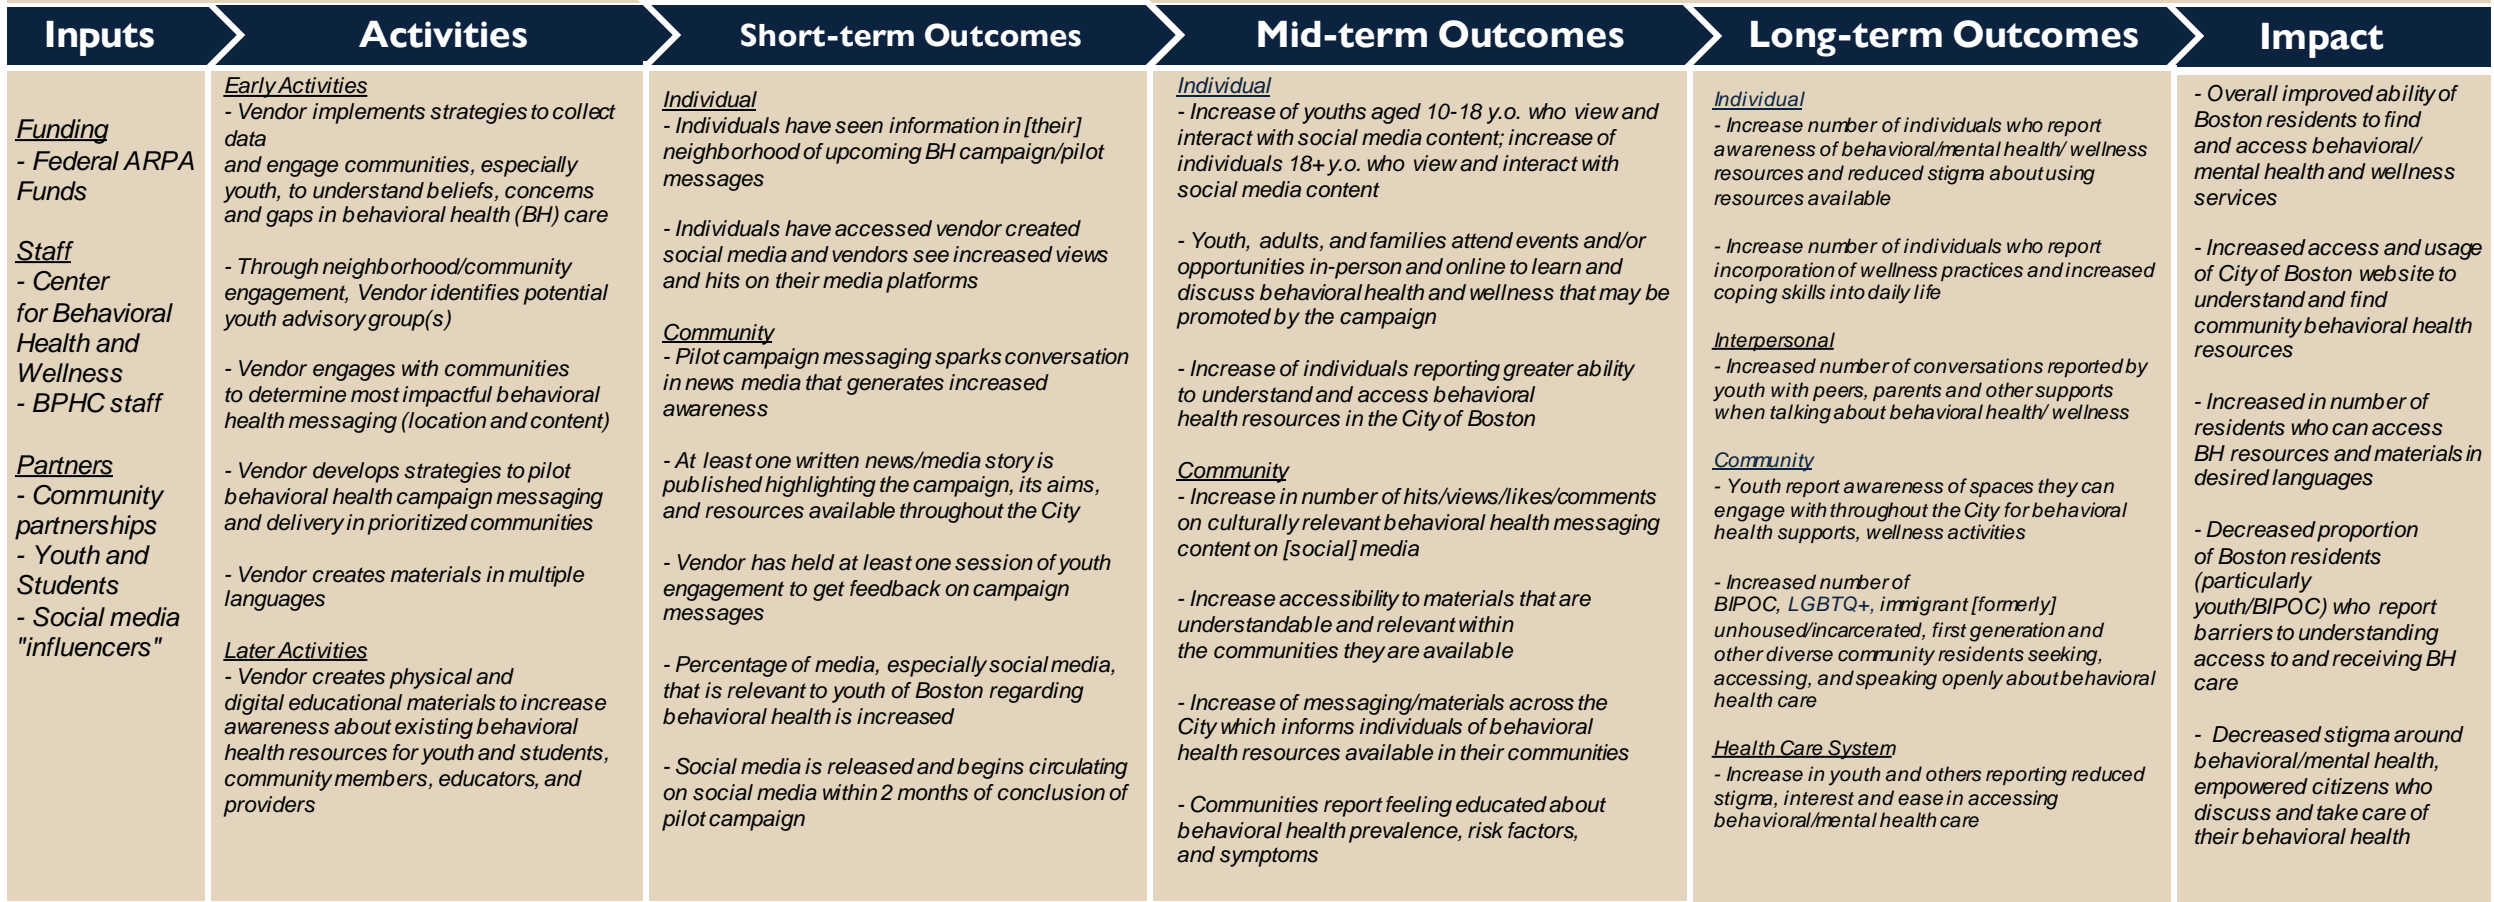 Inputs
Activities
Short-term Outcomes
Mid-term Outcomes
Long-term Outcomes
Impact
Funding
- Federal ARPA
Funds
Staff
- Center
for Behavioral
Health and
Wellness
- BPHC staff
Partners
- Community
partnerships
- Youth and
Students
- Social media
"influencers"
Early Activities
- Vendor implements strategies to collect
data
and engage communities, especially
youth, to understand beliefs, concerns
and gaps in behavioral health (BH) care
- Through neighborhood/community
engagement, Vendor identifies potential
youth advisory group(s)
- Vendor engages with communities
to determine most impactful behavioral
health messaging (location and content)
- Vendor develops strategies to pilot
behavioral health campaign messaging
and delivery in prioritized communities
- Vendor creates materials in multiple
languages
Later Activities
- Vendor creates physical and
digital educational materials to increase
awareness about existing behavioral
health resources for youth and students,
community members, educators, and
providers
Individual
- Individuals have seen information in [their]
neighborhood of upcoming BH campaign/pilot
messages
- Individuals have accessed vendor created
social media and vendors see increased views
and hits on their media platforms
Community
- Pilot campaign messaging sparks conversation
in news media that generates increased
awareness
- At least one written news/media story is
published highlighting the campaign, its aims,
and resources available throughout the City
- Vendor has held at least one session of youth
engagement to get feedback on campaign
messages
- Percentage of media, especially social media,
that is relevant to youth of Boston regarding
behavioral health is increased
- Social media is released and begins circulating
on social media within 2 months of conclusion of
pilot campaign
Individual
- Increase of youths aged 10-18 y.o. who view and
interact with social media content; increase of
individuals 18+ y.o. who view and interact with
social media content
- Youth, adults, and families attend events and/or
opportunities in-person and online to learn and
discuss behavioral health and wellness that may be
promoted by the campaign
- Increase of individuals reporting greater ability
to understand and access behavioral
health resources in the City of Boston
Community
- Increase in number of hits/views/likes/comments
on culturally relevant behavioral health messaging
content on [social] media
- Increase accessibility to materials that are
understandable and relevant within
the communities they are available
- Increase of messaging/materials across the
City which informs individuals of behavioral
health resources available in their communities
- Communities report feeling educated about
behavioral health prevalence, risk factors,
and symptoms
Individual
- Increase number of individuals who report
awareness of behavioral/mental health/ wellness
resources and reduced stigma about using
resources available
- Increase number of individuals who report
incorporation of wellness practices and increased
coping skills into daily life
Interpersonal
- Increased number of conversations reported by
youth with peers, parents and other supports
when talking about behavioral health/ wellness
Community
- Youth report awareness of spaces they can
engage with throughout the City for behavioral
health supports, wellness activities
- Increased number of
BIPOC, LGBTQ+, immigrant [formerly]
unhoused/incarcerated, first generation and
other diverse community residents seeking,
accessing, and speaking openly about behavioral
health care
Health Care System
- Increase in youth and others reporting reduced
stigma, interest and ease in accessing
behavioral/mental health care
- Overall improved ability of
Boston residents to find
and access behavioral/
mental health and wellness
services
- Increased access and usage
of City of Boston website to
understand and find
community behavioral health
resources
- Increased in number of
residents who can access
BH resources and materials in
desired languages
- Decreased proportion
of Boston residents
(particularly
youth/BIPOC) who report
barriers to understanding
access to and receiving BH
care
- Decreased stigma around
behavioral/mental health,
empowered citizens who
discuss and take care of
their behavioral health